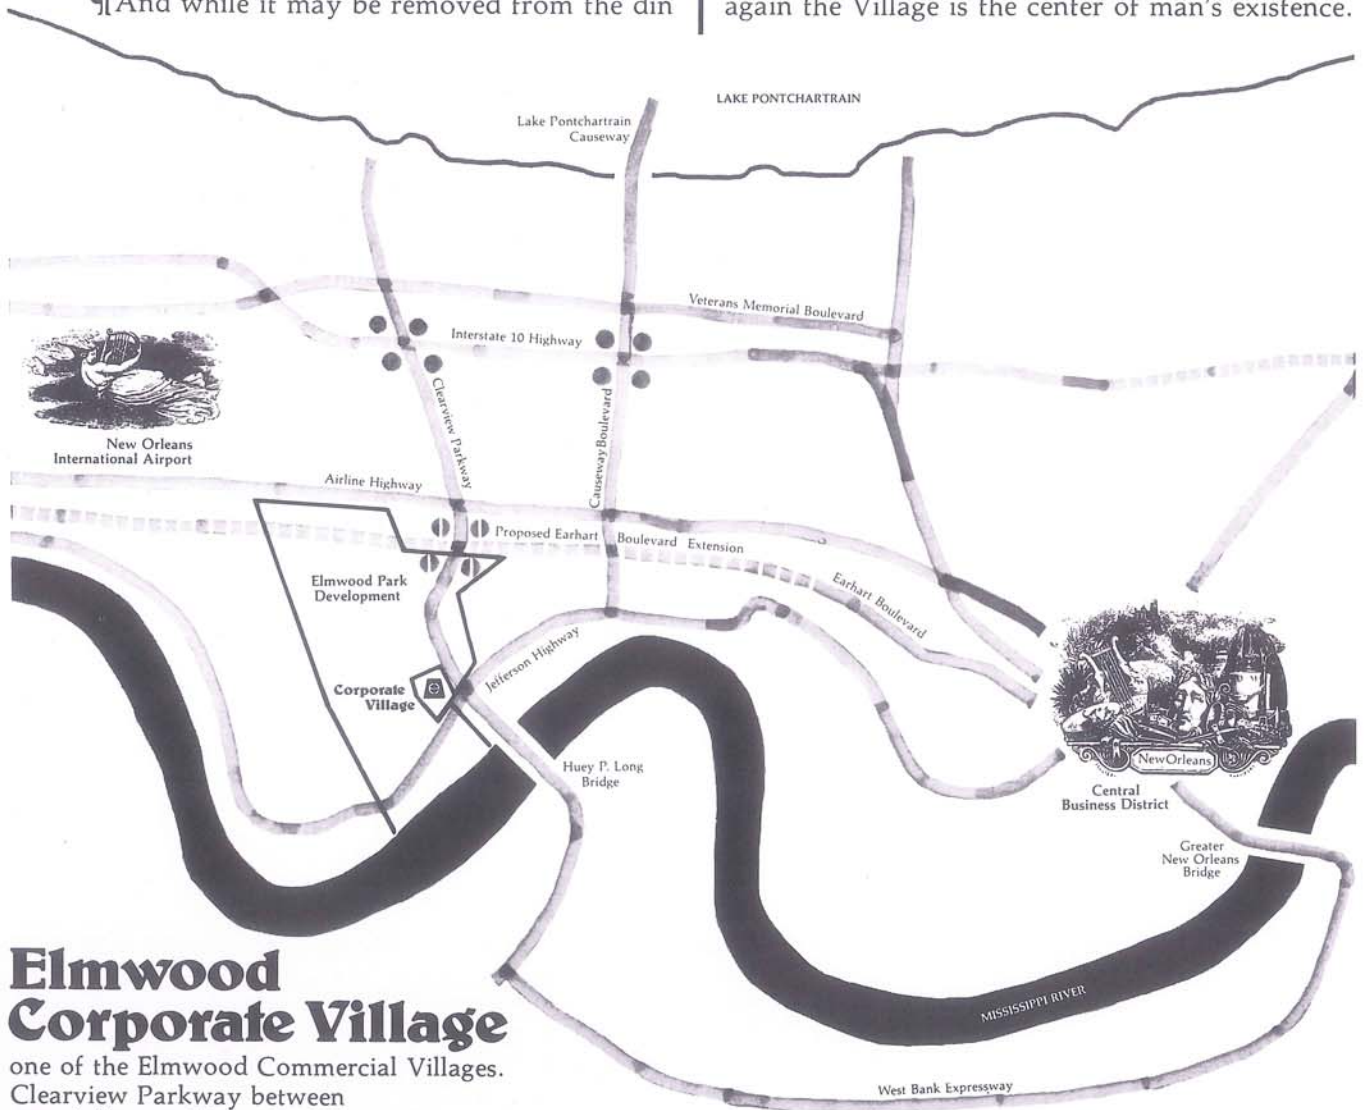 ¶[And while it may be removed from the din
again the Village is the center of man's existence.
LAKE PONTCHARTRAIN
Lake Pontchartrain
Causeway
Veterans Memorial Boulevard
Interstate 10 Highway
Clearview Parkway
Causeway Boulevard
New Orleans
International Airport
Airline Highway
Proposed Earhart Boulevard Extension
Elmwood Park
Development
Earhart Boulevard
Jefferson Highway
Corporate
Village
Huey P. Long
Bridge
New Orleans
Central
Business District
Greater
New Orleans
Bridge
MISSISSIPPI RIVER
West Bank Expressway
Elmwood
Corporate Village
one of the Elmwood Commercial Villages.
Clearview Parkway between